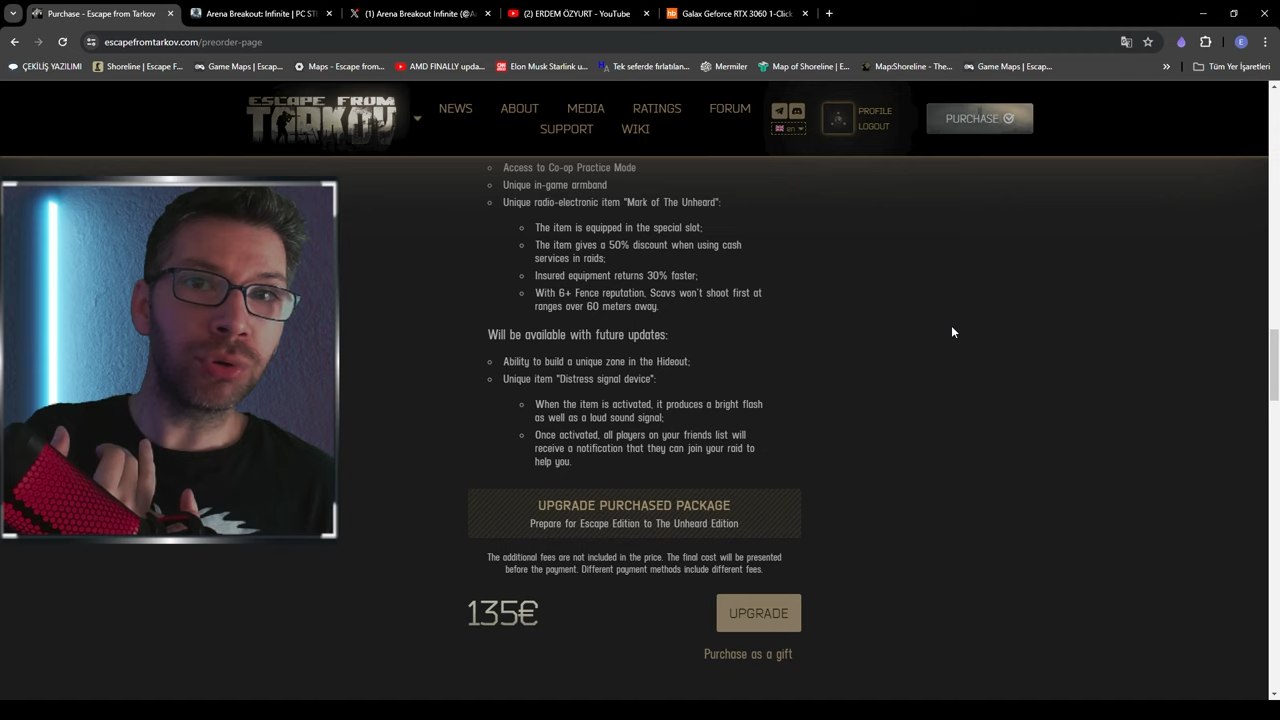 Purchase - Escape from Tarkov
Arena Breakout: Infinite | PC STE
(1) Arena Breakout Infinite (@A
(2) ERDEM ÖZYURT - YouTube
Galax Geforce RTX 3060 1-Click
escapefromtarkov.com/preorder-page
E
ÇEKİLİŞ YAZILIMI
Shoreline | Escape F...
Game Maps | Escap...
Maps - Escape from...
AMD FINALLY upda...
Elon Musk Starlink u...
Tek seferde fırlatılan...
Mermiler
Map of Shoreline | E...
Map:Shoreline - The...
Game Maps | Escap...
Tüm Yer İşaretleri
ESCAPE FROM
TARKOV
NEWS
ABOUT
MEDIA
RATINGS
FORUM
SUPPORT
WIKI
en
PROFILE
LOGOUT
PURCHASE
Access to Co-op Practice Mode
Unique in-game armband
Unique radio-electronic item "Mark of The Unheard":
The item is equipped in the special slot;
The item gives a 50% discount when using cash
services in raids;
Insured equipment returns 30% faster;
With 6+ Fence reputation, Scavs won't shoot first at
ranges over 60 meters away.
Will be available with future updates:
Ability to build a unique zone in the Hideout;
Unique item "Distress signal device":
When the item is activated, it produces a bright flash
as well as a loud sound signal;
Once activated, all players on your friends list will
receive a notification that they can join your raid to
help you.
UPGRADE PURCHASED PACKAGE
Prepare for Escape Edition to The Unheard Edition
The additional fees are not included in the price. The final cost will be presented
before the payment. Different payment methods include different fees.
135€
UPGRADE
Purchase as a gift